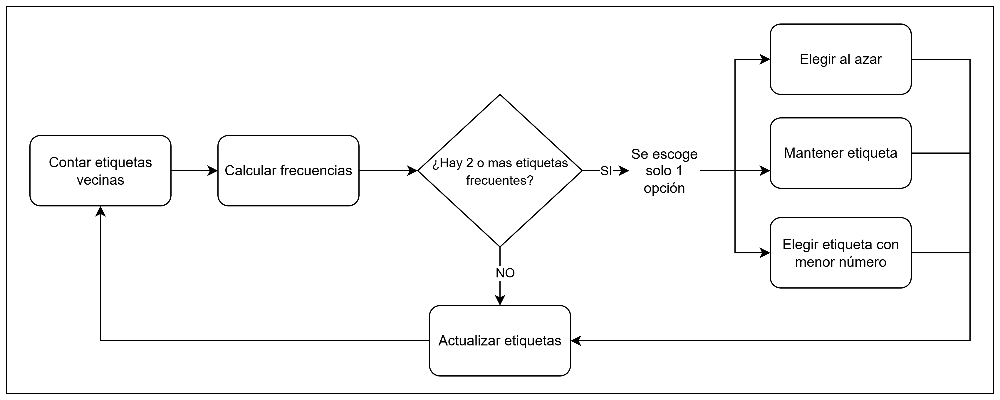 Contar etiquetas
vecinas
Calcular frecuencias
¿Hay 2 o mas etiquetas
frecuentes?
SI
Se escoge
solo 1
opción
Elegir al azar
Mantener etiqueta
Elegir etiqueta con
menor número
NO
Actualizar etiquetas